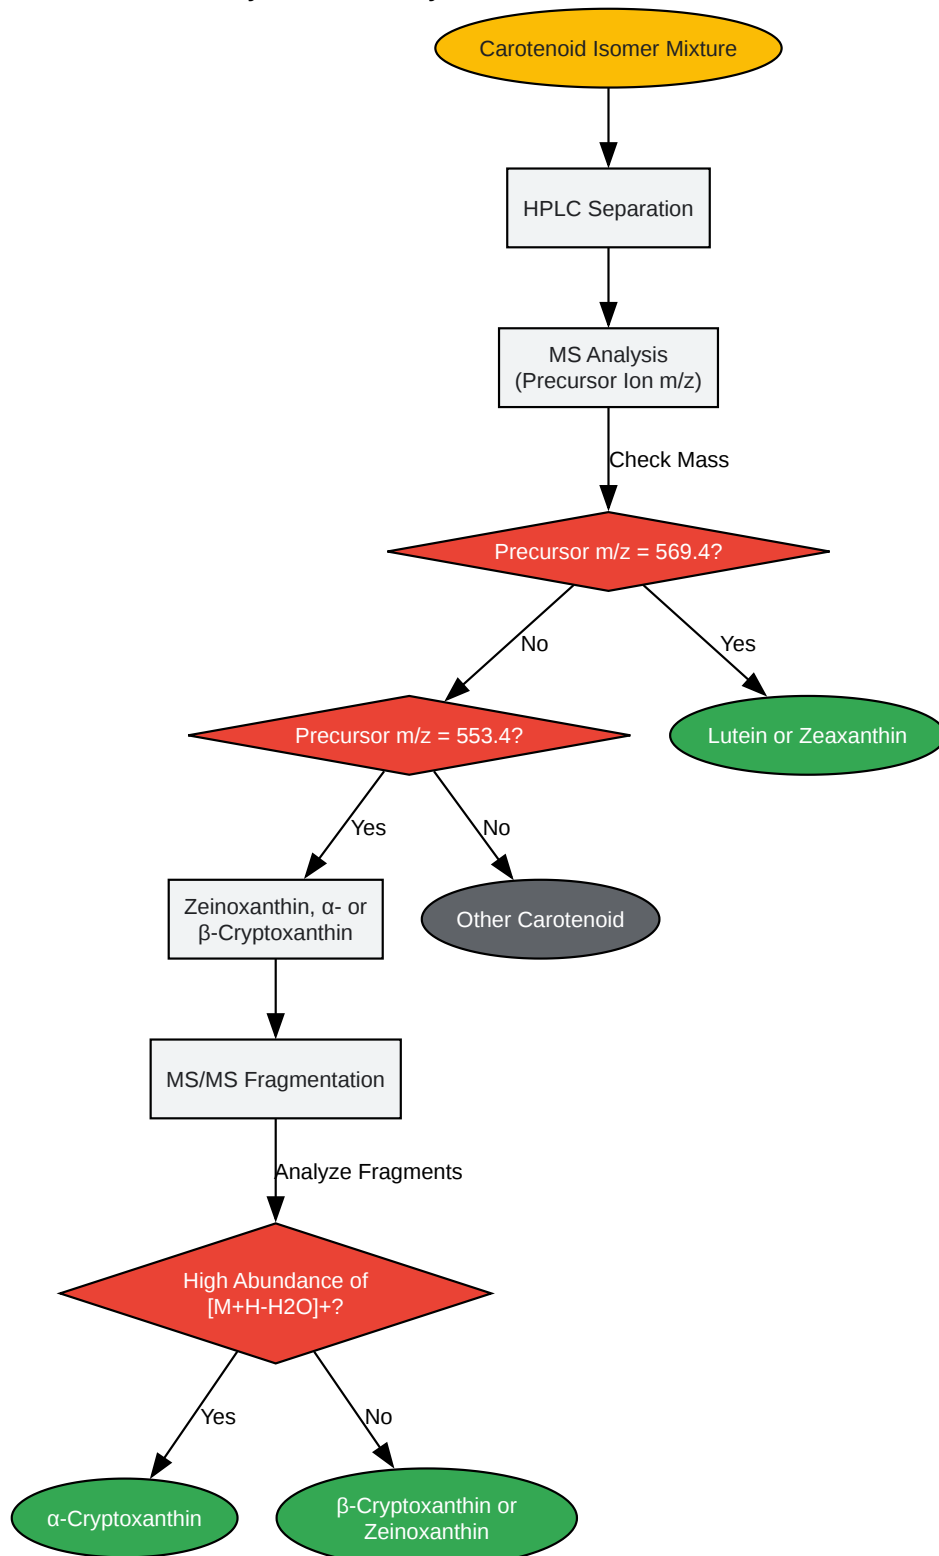 Carotenoid Isomer Mixture
HPLC Separation
MS Analysis
(Precursor Ion m/z)
Check Mass
Precursor m/z = 569.4?
No
Yes
Precursor m/z = 553.4?
Lutein or Zeaxanthin
Yes
No
Zeinoxanthin, α- or
β-Cryptoxanthin
Other Carotenoid
MS/MS Fragmentation
Analyze Fragments
High Abundance of
[M+H-H2O]+?
Yes
No
α-Cryptoxanthin
β-Cryptoxanthin or
Zeinoxanthin